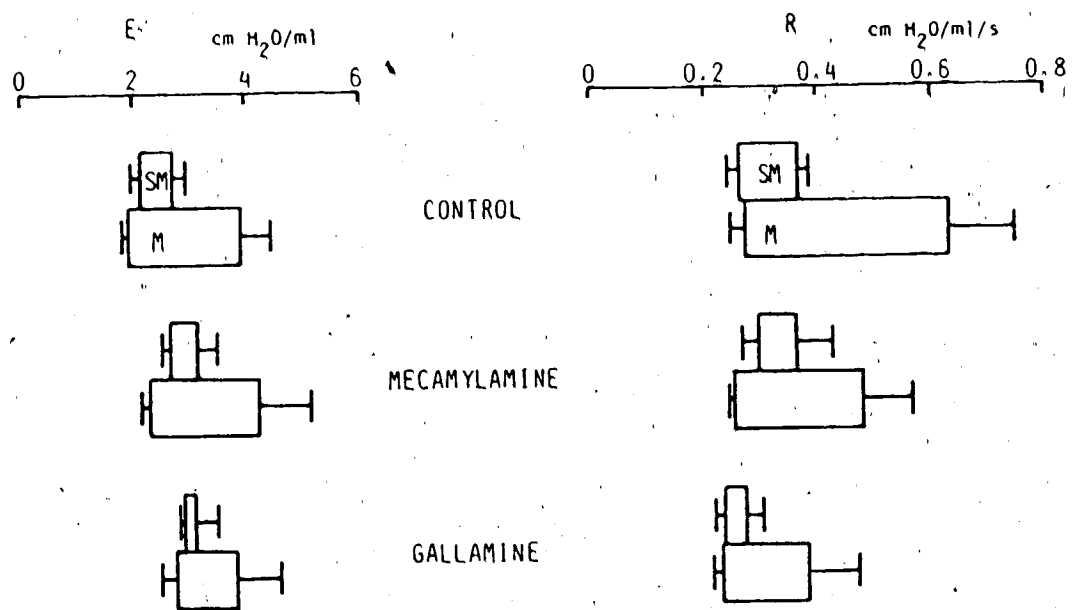 E cm H2O/ml
0 2 4 6
R cm H2O/ml/s
0 0.2 0.4 0.6 0.8
SM
M
CONTROL
SM
M
MECAMYLAMINE
GALLAMINE